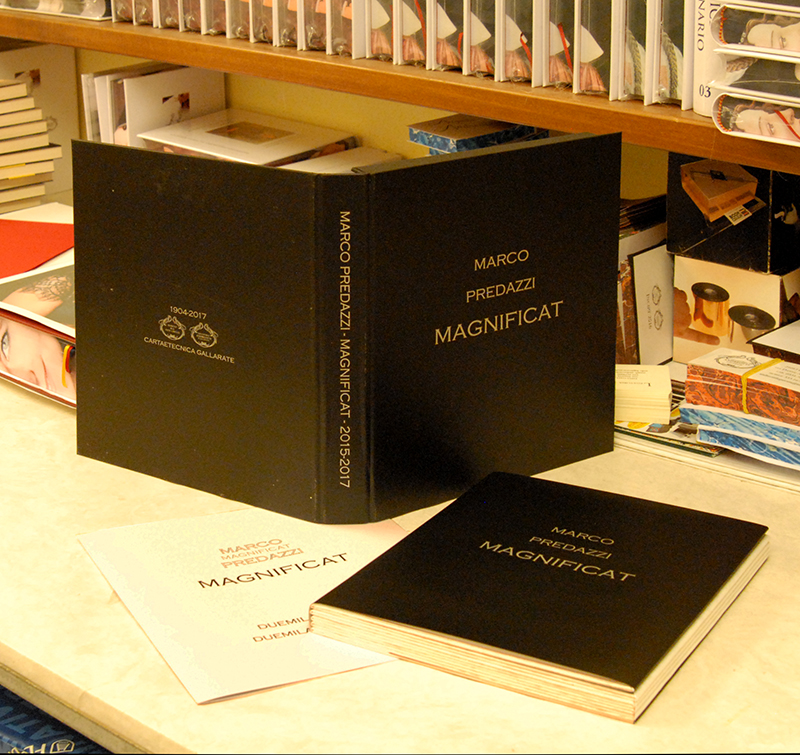 NARIO
03
1904-2017
CARTAETECNICA GALLARATE
MARCO PREDAZZI - MAGNIFICAT - 2015-2017
MARCO
PREDAZZI
MAGNIFICAT
MARCO
MAGNIFICAT
PREDAZZI
MAGNIFICAT
MARCO
PREDAZZI
MAGNIFICAT